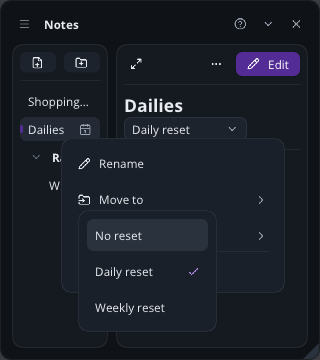 Notes
Edit
Shopping...
Dailies
Dailies
Daily reset
Rename
Move to
No reset
Daily reset
Weekly reset